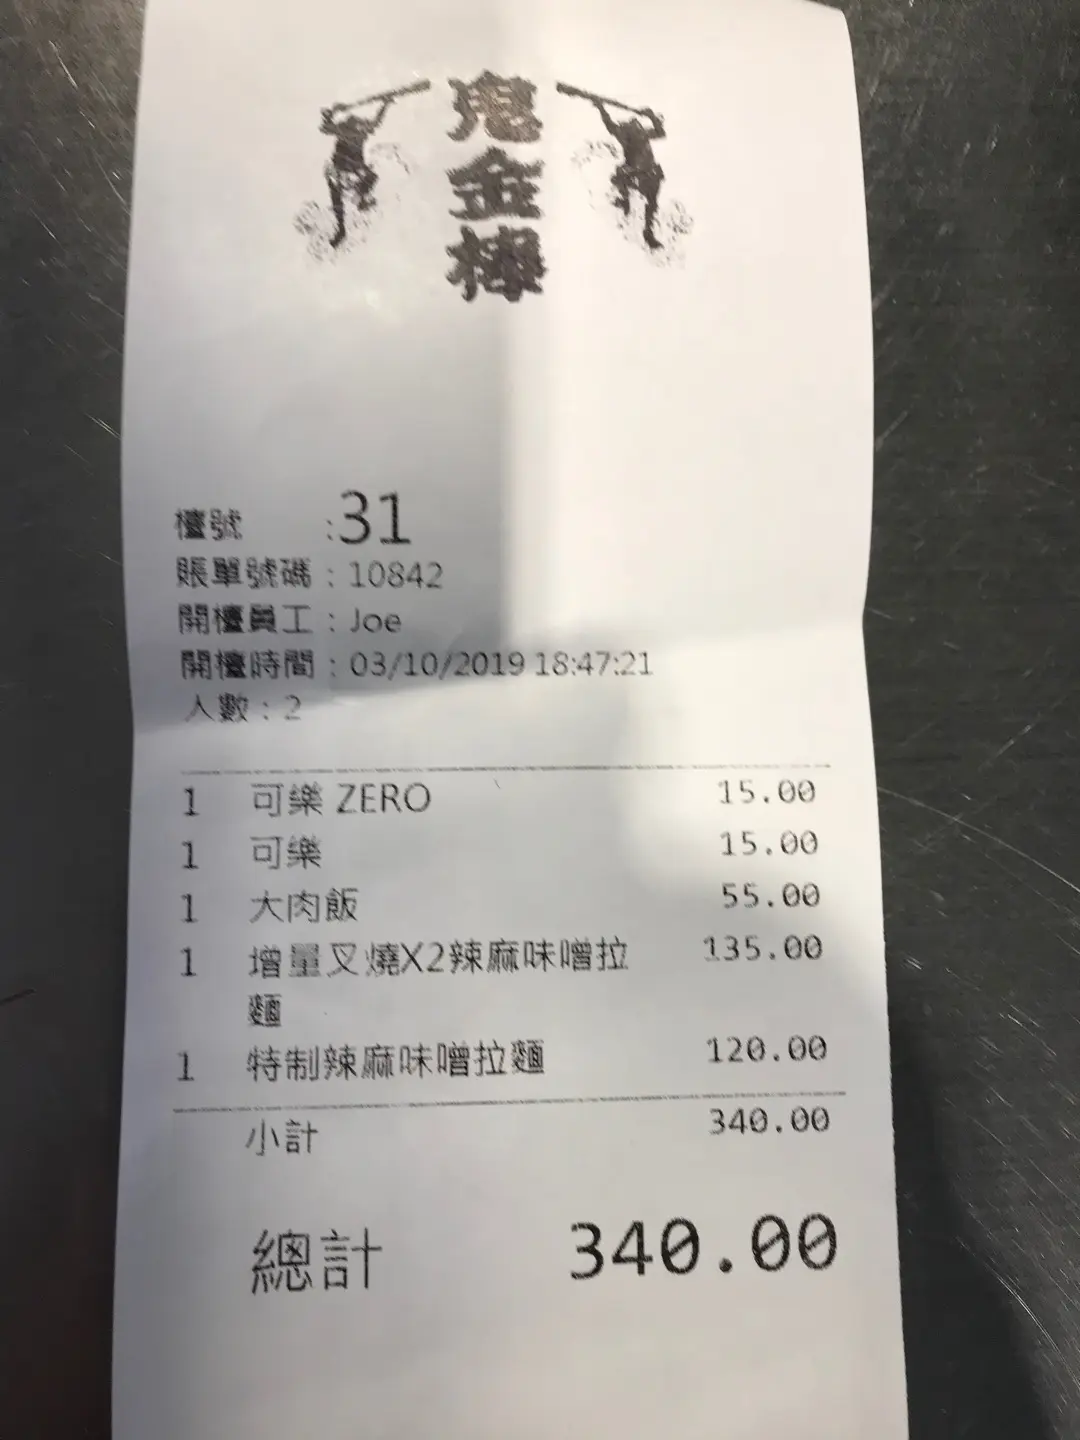 鬼
金
棒
檯號 :31
賬單號碼 : 10842
開檯員工 : Joe
開檯時間 : 03/10/2019 18:47:21
人數 : 2
1 可樂 ZERO 15.00
1 可樂 15.00
1 大肉飯 55.00
1 增量叉燒X2辣麻味噌拉 135.00
麵
1 特制辣麻味噌拉麵 120.00
小計 340.00
總計 340.00